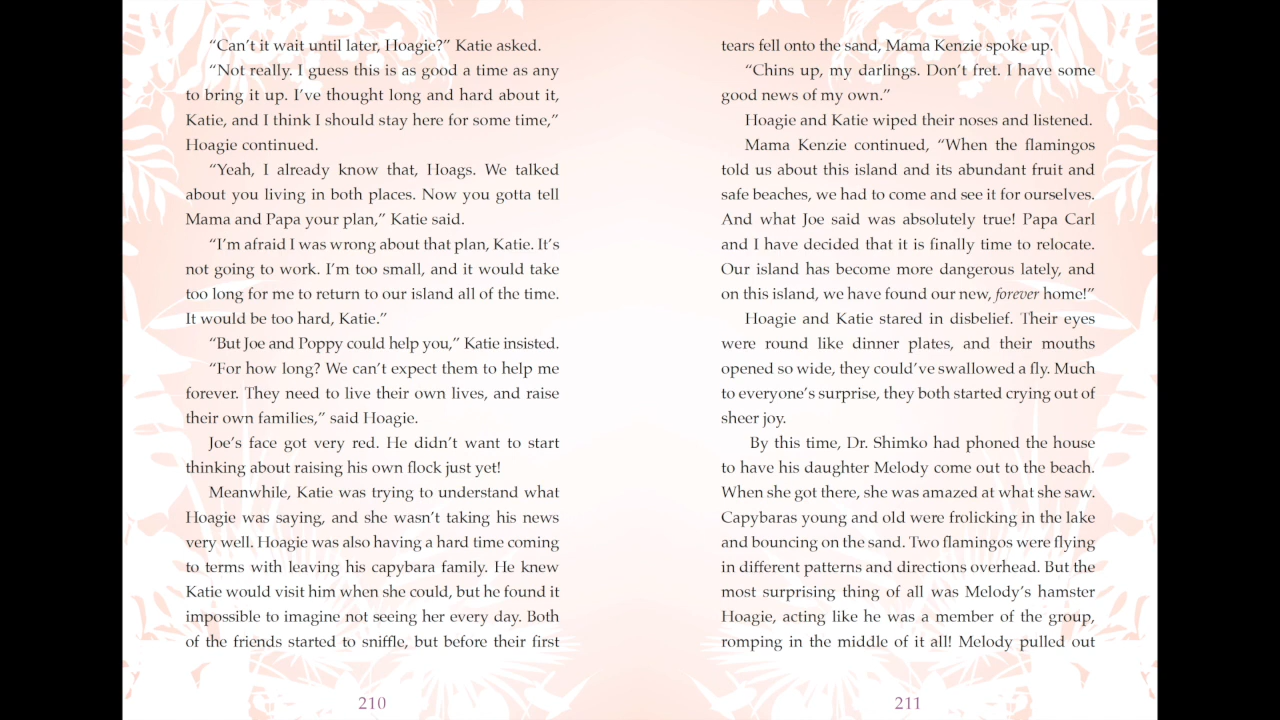 “Can’t it wait until later, Hoagie?” Katie asked.
“Not really. I guess this is as good a time as any
to bring it up. I’ve thought long and hard about it,
Katie, and I think I should stay here for some time,”
Hoagie continued.
“Yeah, I already know that, Hoags. We talked
about you living in both places. Now you gotta tell
Mama and Papa your plan,” Katie said.
“I’m afraid I was wrong about that plan, Katie. It’s
not going to work. I’m too small, and it would take
too long for me to return to our island all of the time.
It would be too hard, Katie.”
“But Joe and Poppy could help you,” Katie insisted.
“For how long? We can’t expect them to help me
forever. They need to live their own lives, and raise
their own families,” said Hoagie.
Joe’s face got very red. He didn’t want to start
thinking about raising his own flock just yet!
Meanwhile, Katie was trying to understand what
Hoagie was saying, and she wasn’t taking his news
very well. Hoagie was also having a hard time coming
to terms with leaving his capybara family. He knew
Katie would visit him when she could, but he found it
impossible to imagine not seeing her every day. Both
of the friends started to sniffle, but before their first
210
tears fell onto the sand, Mama Kenzie spoke up.
“Chins up, my darlings. Don’t fret. I have some
good news of my own.”
Hoagie and Katie wiped their noses and listened.
Mama Kenzie continued, “When the flamingos
told us about this island and its abundant fruit and
safe beaches, we had to come and see it for ourselves.
And what Joe said was absolutely true! Papa Carl
and I have decided that it is finally time to relocate.
Our island has become more dangerous lately, and
on this island, we have found our new, forever home!”
Hoagie and Katie stared in disbelief. Their eyes
were round like dinner plates, and their mouths
opened so wide, they could’ve swallowed a fly. Much
to everyone’s surprise, they both started crying out of
sheer joy.
By this time, Dr. Shimko had phoned the house
to have his daughter Melody come out to the beach.
When she got there, she was amazed at what she saw.
Capybaras young and old were frolicking in the lake
and bouncing on the sand. Two flamingos were flying
in different patterns and directions overhead. But the
most surprising thing of all was Melody’s hamster
Hoagie, acting like he was a member of the group,
romping in the middle of it all! Melody pulled out
211